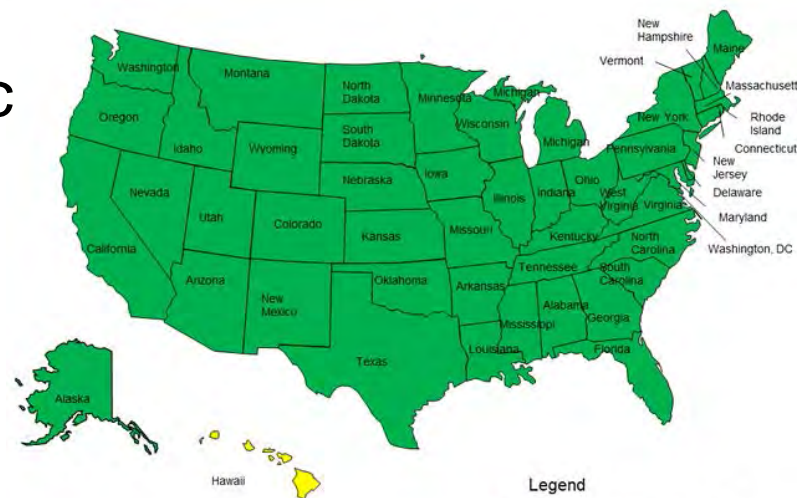 C
New
Hampshire
Maine
Vermont
Washington
Montana
North
Dakota
Minnesota
Michigan
Massachusett
Oregon
Idaho
South
Dakota
Wisconsin
New York
Rhode
Island
Wyoming
Michigan
Connecticut
Pennsylvania
Nebraska
Iowa
New
Jersey
Nevada
Ohio
Delaware
Utah
Illinois
Indiana
West
Virginia
Virginia
Maryland
Colorado
Kansas
Missouri
Kentucky
California
North
Carolina
Washington, DC
Tennessee
Arizona
Oklahoma
South
Carolina
New
Mexico
Arkansas
Alabama
Georgia
Mississippi
Texas
Louisiana
Florida
Alaska
Hawaii
Legend